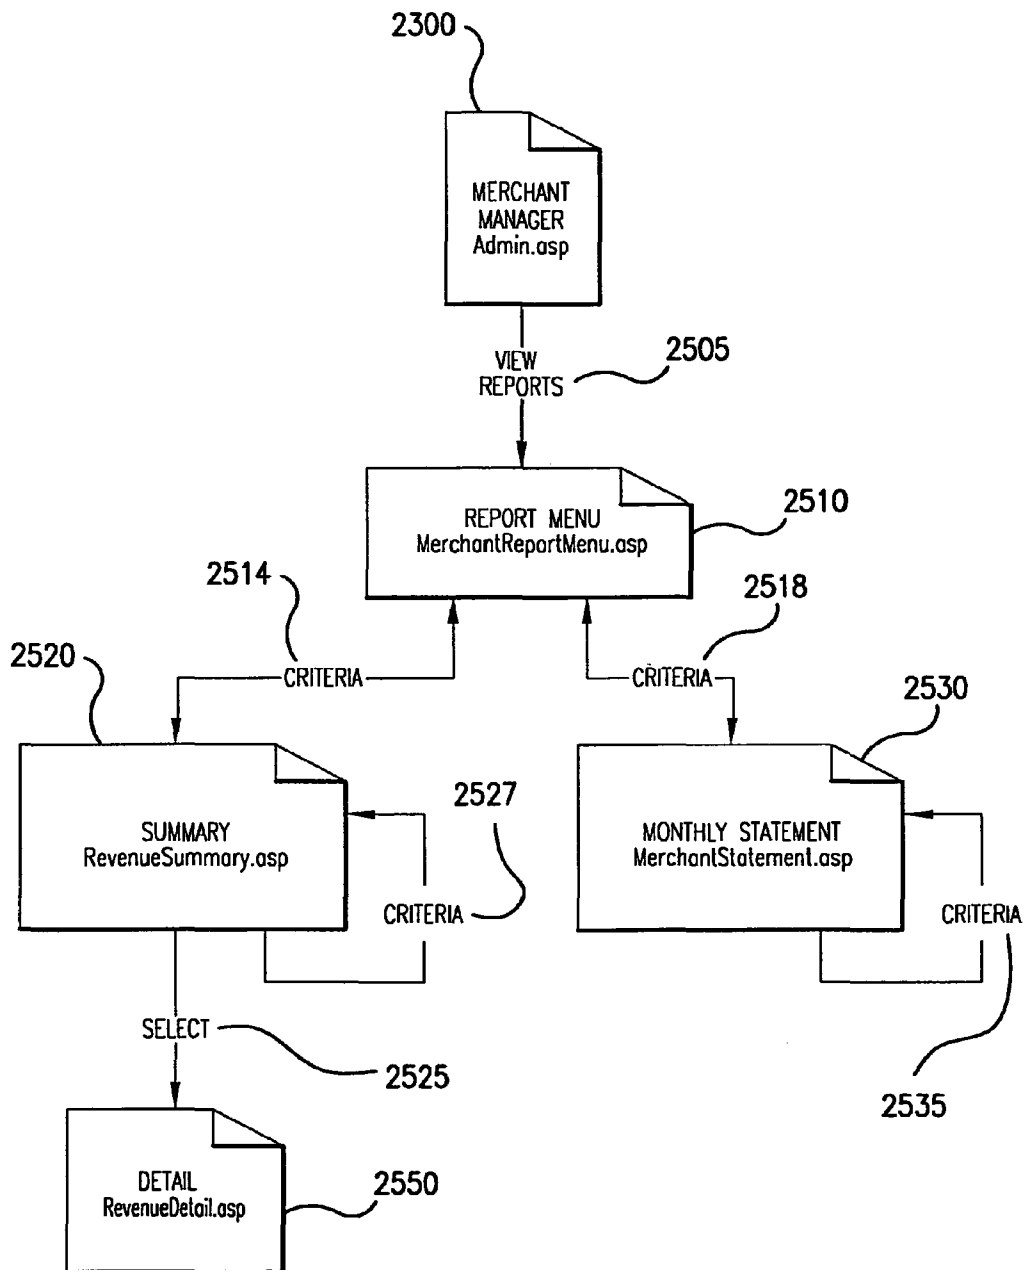 2300
MERCHANT
MANAGER
Admin.asp
VIEW
REPORTS
2505
REPORT MENU
MerchantReportMenu.asp
2510
2514
2518
CRITERIA
CRITERIA
2520
2530
SUMMARY
RevenueSummary.asp
2527
CRITERIA
MONTHLY STATEMENT
MerchantStatement.asp
CRITERIA
SELECT
2525
2535
DETAIL
RevenueDetail.asp
2550